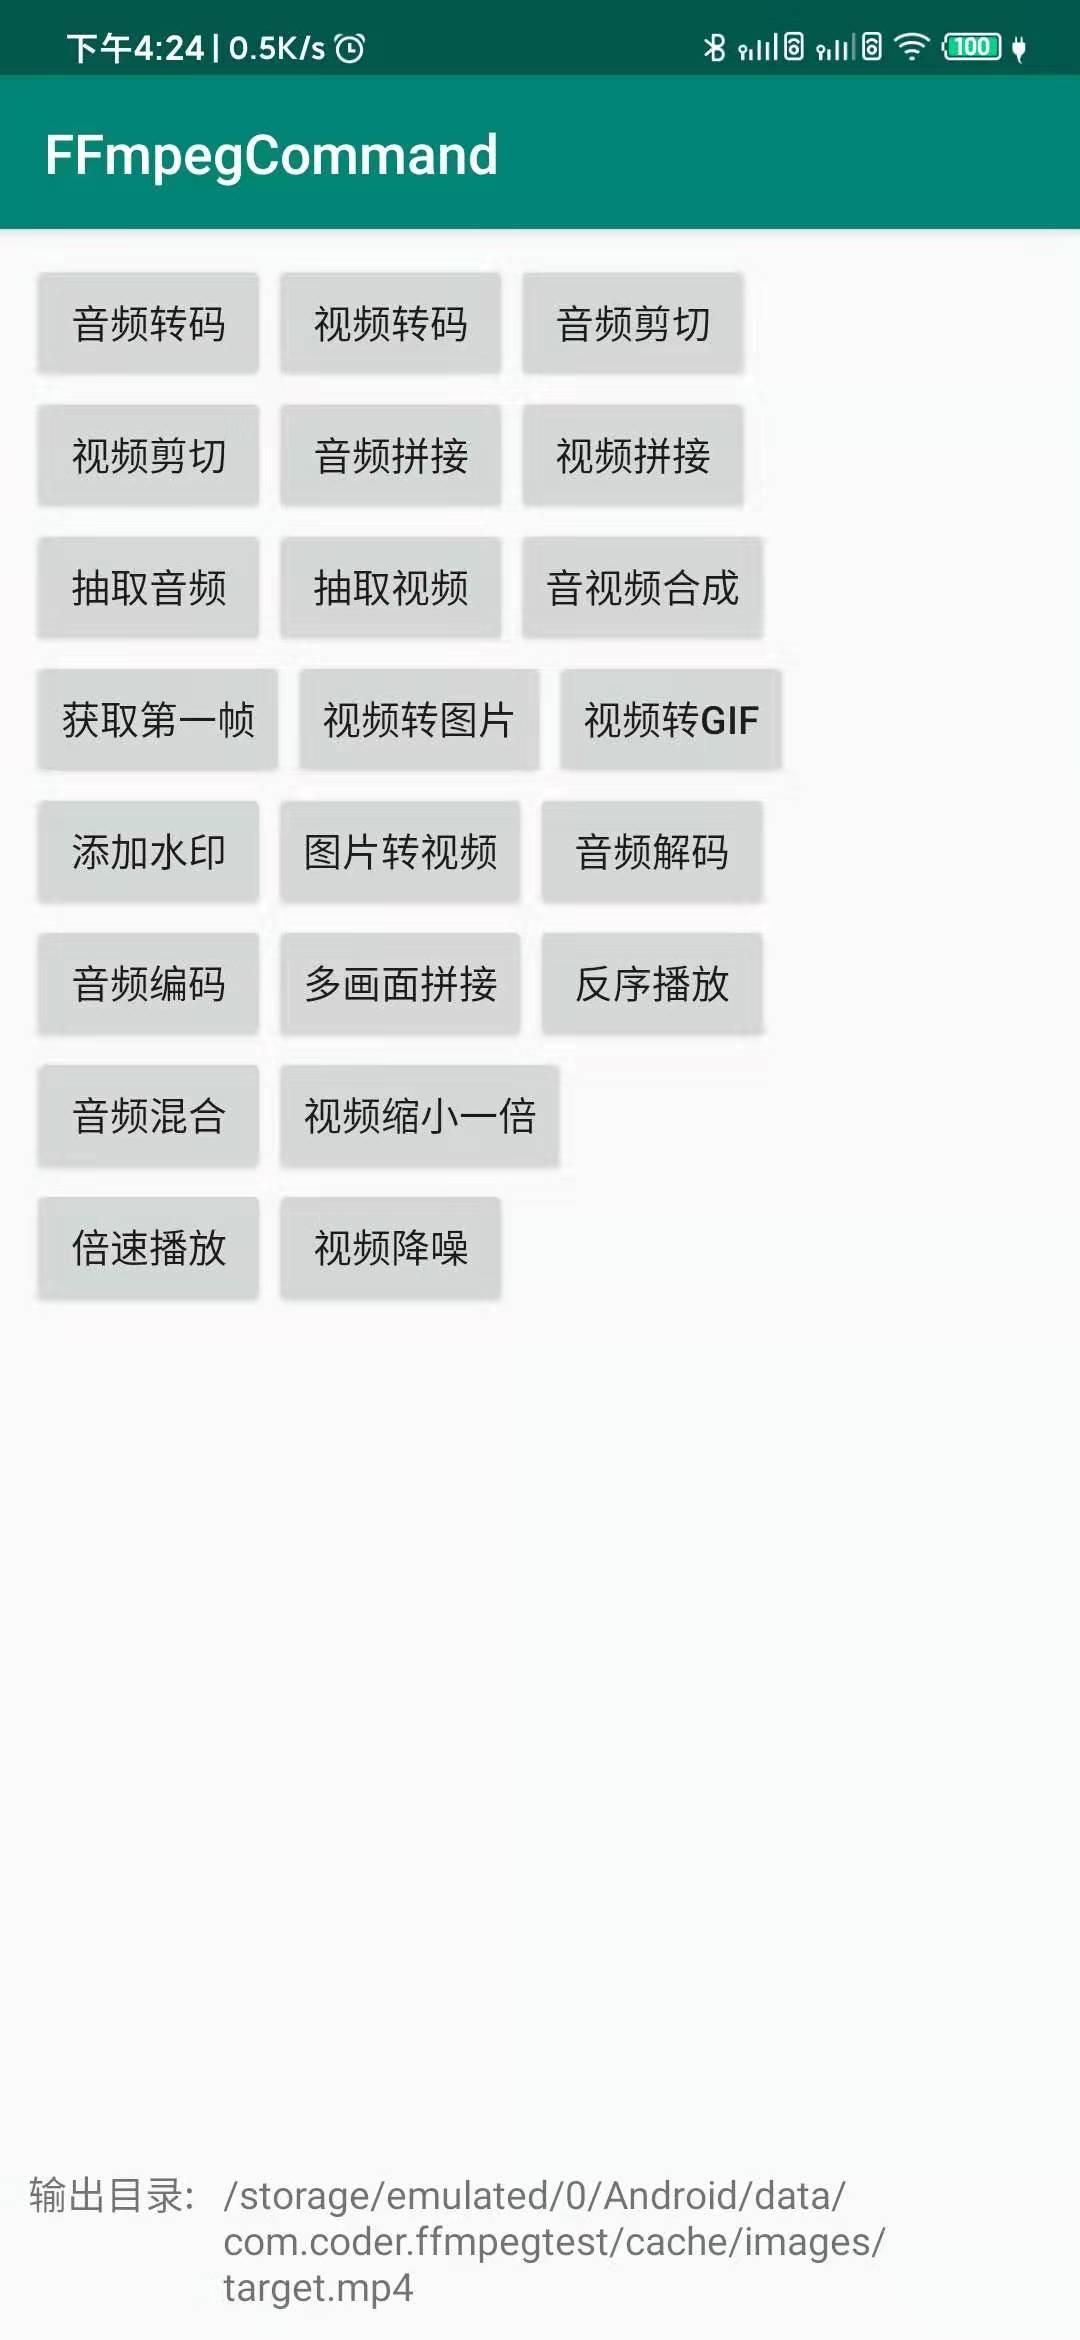 下午4:24 | 0.5K/s
100
FFmpegCommand
音频转码 视频转码 音频剪切
视频剪切 音频拼接 视频拼接
抽取音频 抽取视频 音视频合成
获取第一帧 视频转图片 视频转GIF
添加水印 图片转视频 音频解码
音频编码 多画面拼接 反序播放
音频混合 视频缩小一倍
倍速播放 视频降噪
输出目录: /storage/emulated/0/Android/data/
com.coder.ffmpegtest/cache/images/
target.mp4